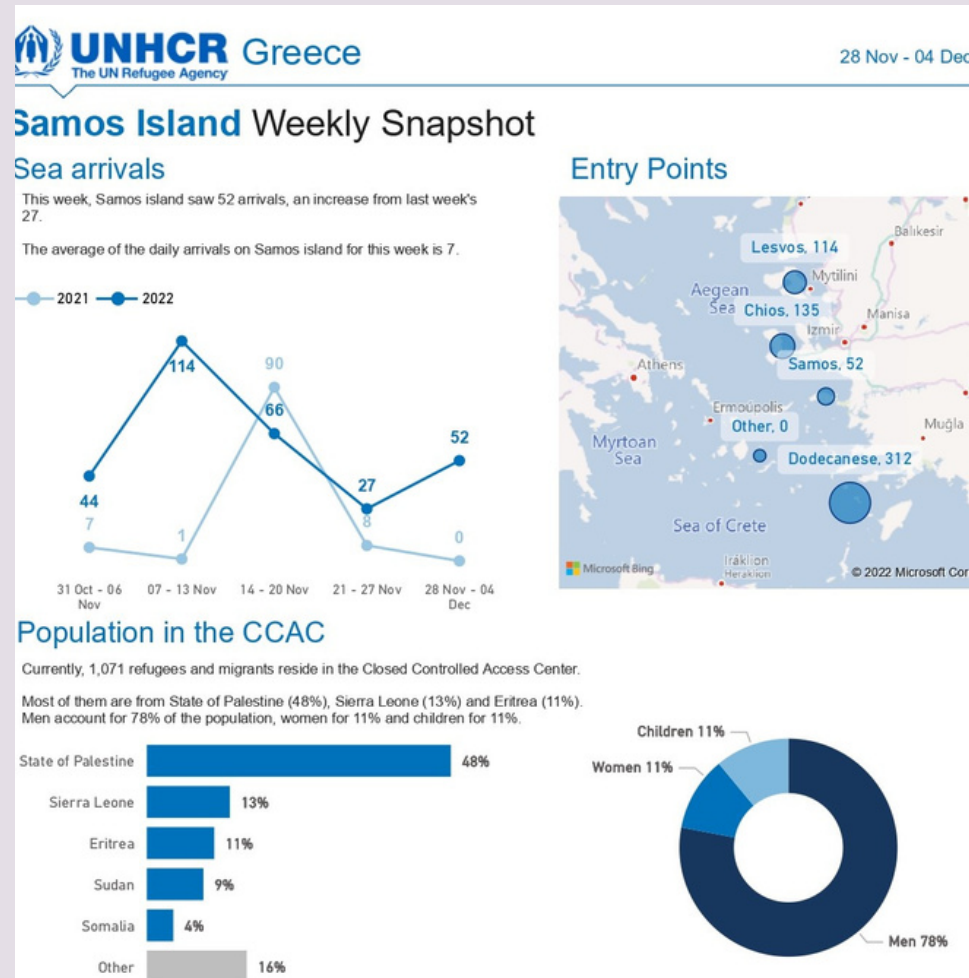 UNHCR Greece
The UN Refugee Agency
28 Nov - 04 Dec
Samos Island Weekly Snapshot
Sea arrivals
This week, Samos island saw 52 arrivals, an increase from last week's
27.
The average of the daily arrivals on Samos island for this week is 7.
2021 2022
114
90
66
52
44
27
7
1
8
0
31 Oct - 06
Nov
07 - 13 Nov
14 - 20 Nov
21 - 27 Nov
28 Nov - 04
Dec
Entry Points
Balıkesir
Lesvos, 114
Mytilini
Aegean
Sea
Chios, 135
Manisa
Izmir
Athens
Samos, 52
Ermoúpolis
Other, 0
Muğla
Myrtoan
Sea
Dodecanese, 312
Sea of Crete
Iráklion
Heraklion
Microsoft Bing
© 2022 Microsoft Cor
Population in the CCAC
Currently, 1,071 refugees and migrants reside in the Closed Controlled Access Center.
Most of them are from State of Palestine (48%), Sierra Leone (13%) and Eritrea (11%).
Men account for 78% of the population, women for 11% and children for 11%.
State of Palestine 48%
Sierra Leone 13%
Eritrea 11%
Sudan 9%
Somalia 4%
Other 16%
Children 11%
Women 11%
Men 78%